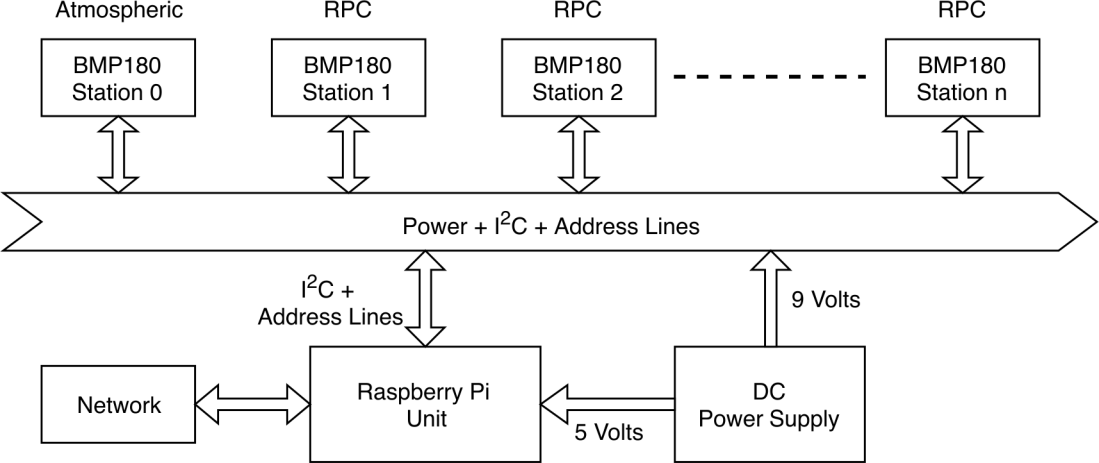 Atmospheric
RPC
RPC
RPC
BMP180
Station 0
BMP180
Station 1
BMP180
Station 2
BMP180
Station n
Power + I²C + Address Lines
I²C +
Address Lines
9 Volts
Network
Raspberry Pi
Unit
5 Volts
DC
Power Supply